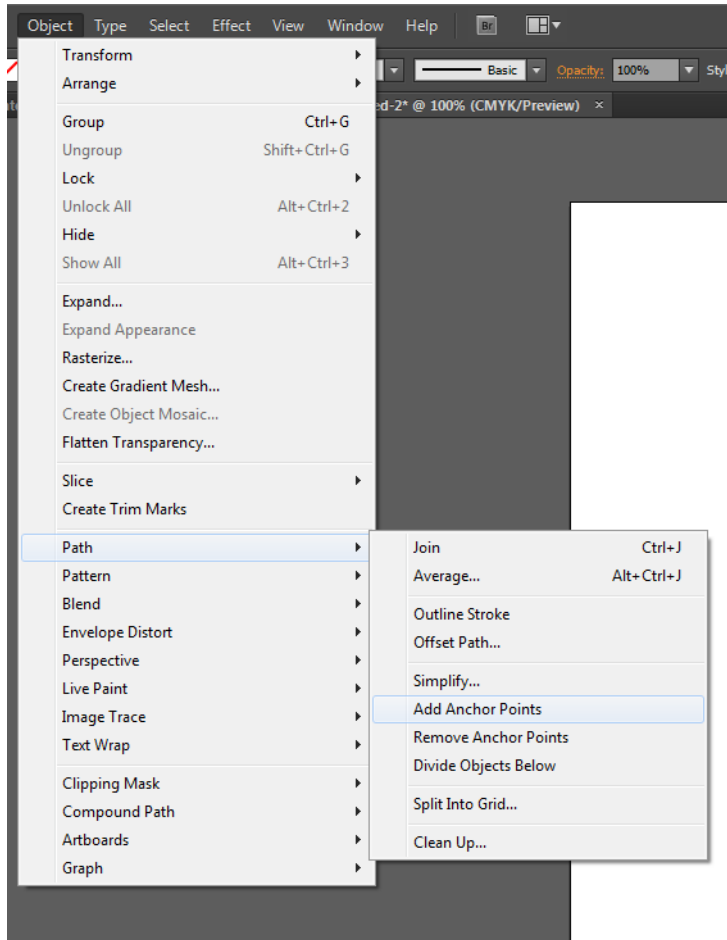 Object Type Select Effect View Window Help Br
Transform
Arrange
Basic Opacity: 100% Styl
ed-2* @ 100% (CMYK/Preview) ×
Group Ctrl+G
Ungroup Shift+Ctrl+G
Lock
Unlock All Alt+Ctrl+2
Hide
Show All Alt+Ctrl+3
Expand...
Expand Appearance
Rasterize...
Create Gradient Mesh...
Create Object Mosaic...
Flatten Transparency...
Slice
Create Trim Marks
Path
Pattern
Blend
Envelope Distort
Perspective
Live Paint
Image Trace
Text Wrap
Clipping Mask
Compound Path
Artboards
Graph
Join Ctrl+J
Average... Alt+Ctrl+J
Outline Stroke
Offset Path...
Simplify...
Add Anchor Points
Remove Anchor Points
Divide Objects Below
Split Into Grid...
Clean Up...